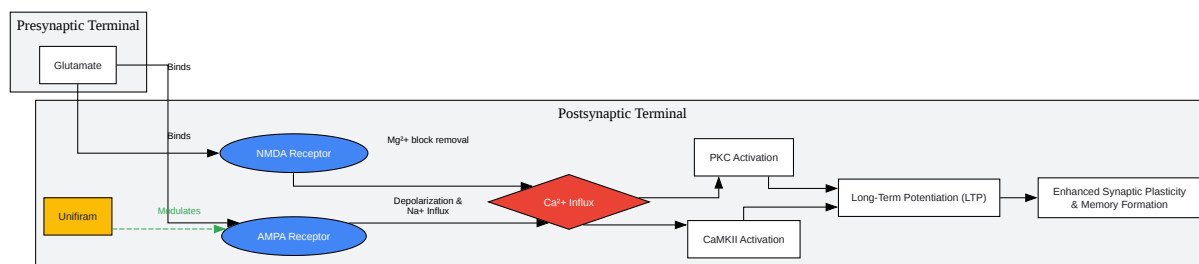 Presynaptic Terminal
Glutamate
Binds
Postsynaptic Terminal
Binds
Mg²+ block removal
NMDA Receptor
PKC Activation
Unifiram
Modulates
Depolarization &
Na+ Influx
AMPA Receptor
Ca²+ Influx
CaMKII Activation
Long-Term Potentiation (LTP)
Enhanced Synaptic Plasticity
& Memory Formation